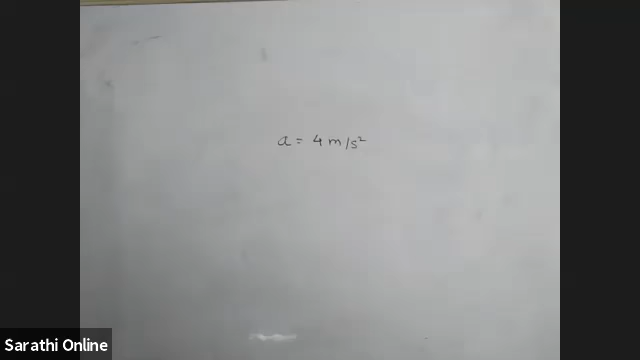 a = 4 m/s²
Sarathi Online